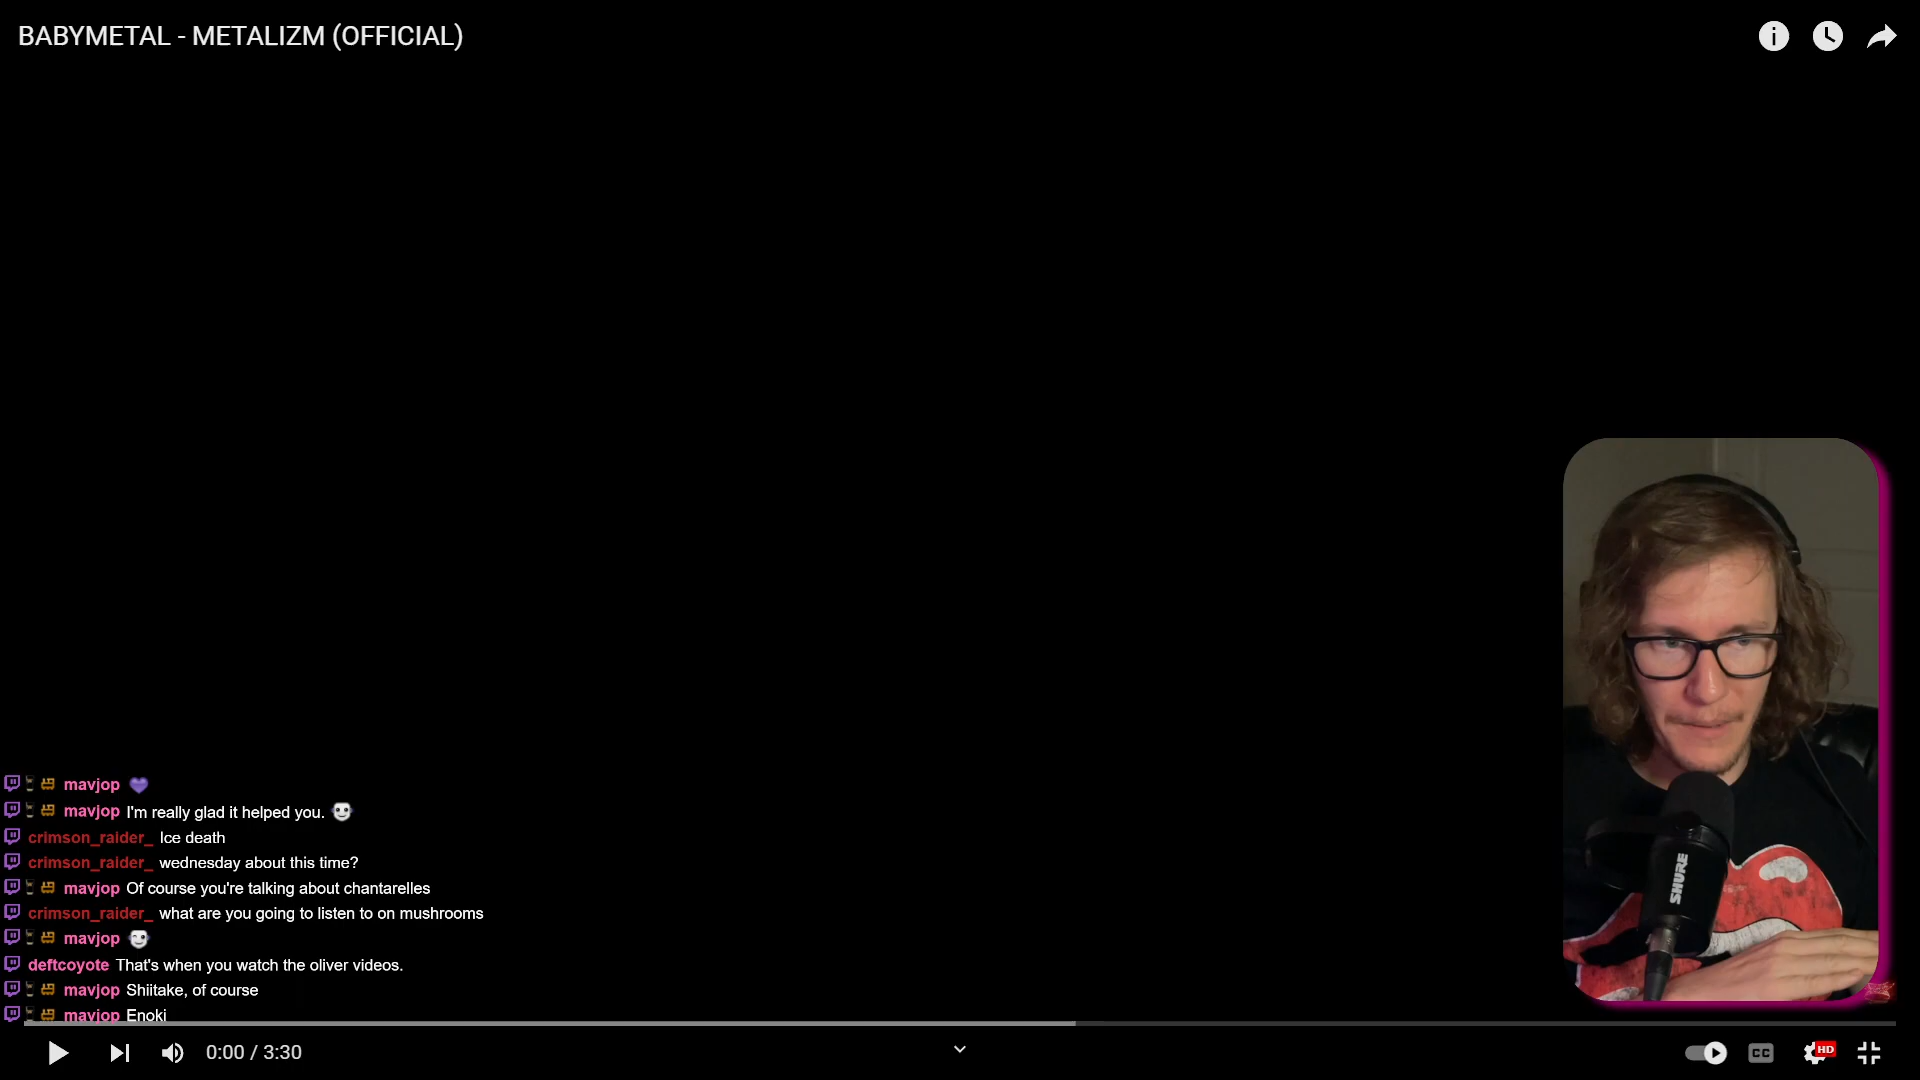 BABYMETAL - METALIZM (OFFICIAL)
mavjop
mavjop I'm really glad it helped you.
crimson_raider_ Ice death
crimson_raider_ wednesday about this time?
mavjop Of course you're talking about chantarelles
crimson_raider_ what are you going to listen to on mushrooms
mavjop
deftcoyote That's when you watch the oliver videos.
mavjop Shiitake, of course
mavjop Enoki
SHURE
0:00 / 3:30
CC
HD